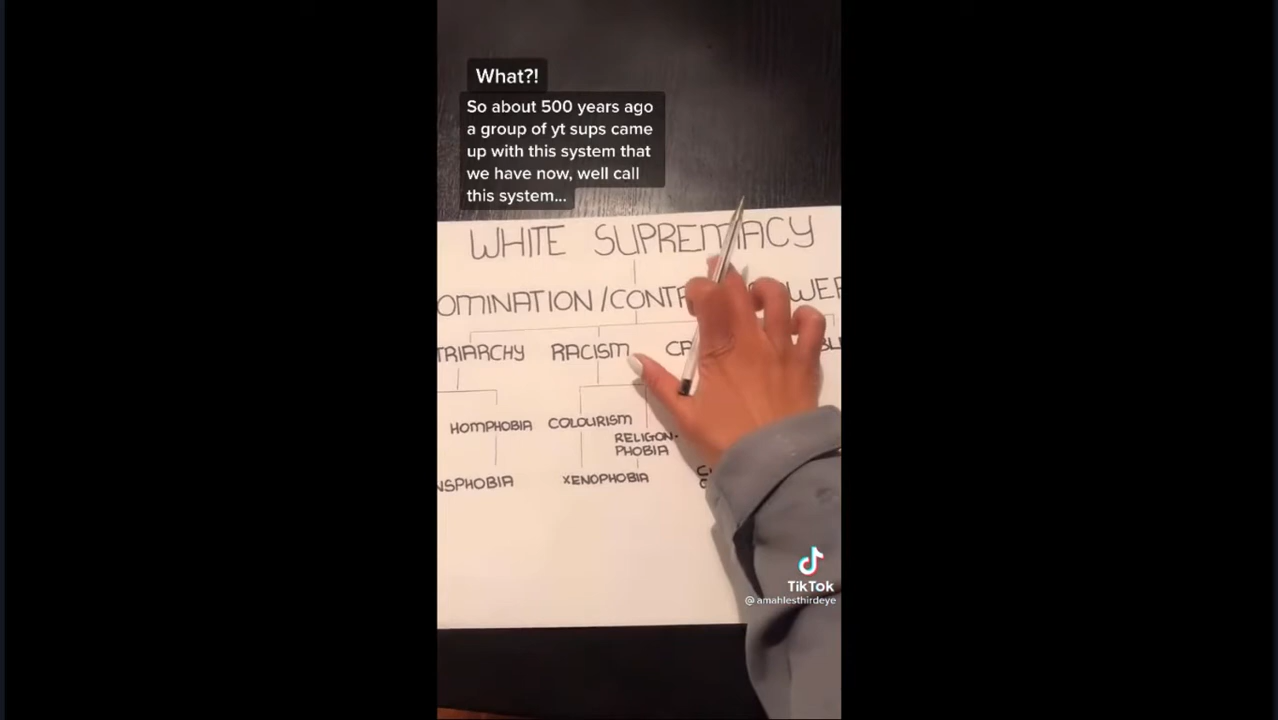 What?!
So about 500 years ago
a group of yt sups came
up with this system that
we have now, well call
this system...
WHITE SUPREMACY
OMINATION/CONT
TRIARCHY RACISM
HOMPHOBIA COLOURISM
RELIGON-
PHOBIA
NSPHOBIA XENOPHOBIA
TikTok
@amahlesthirdeye